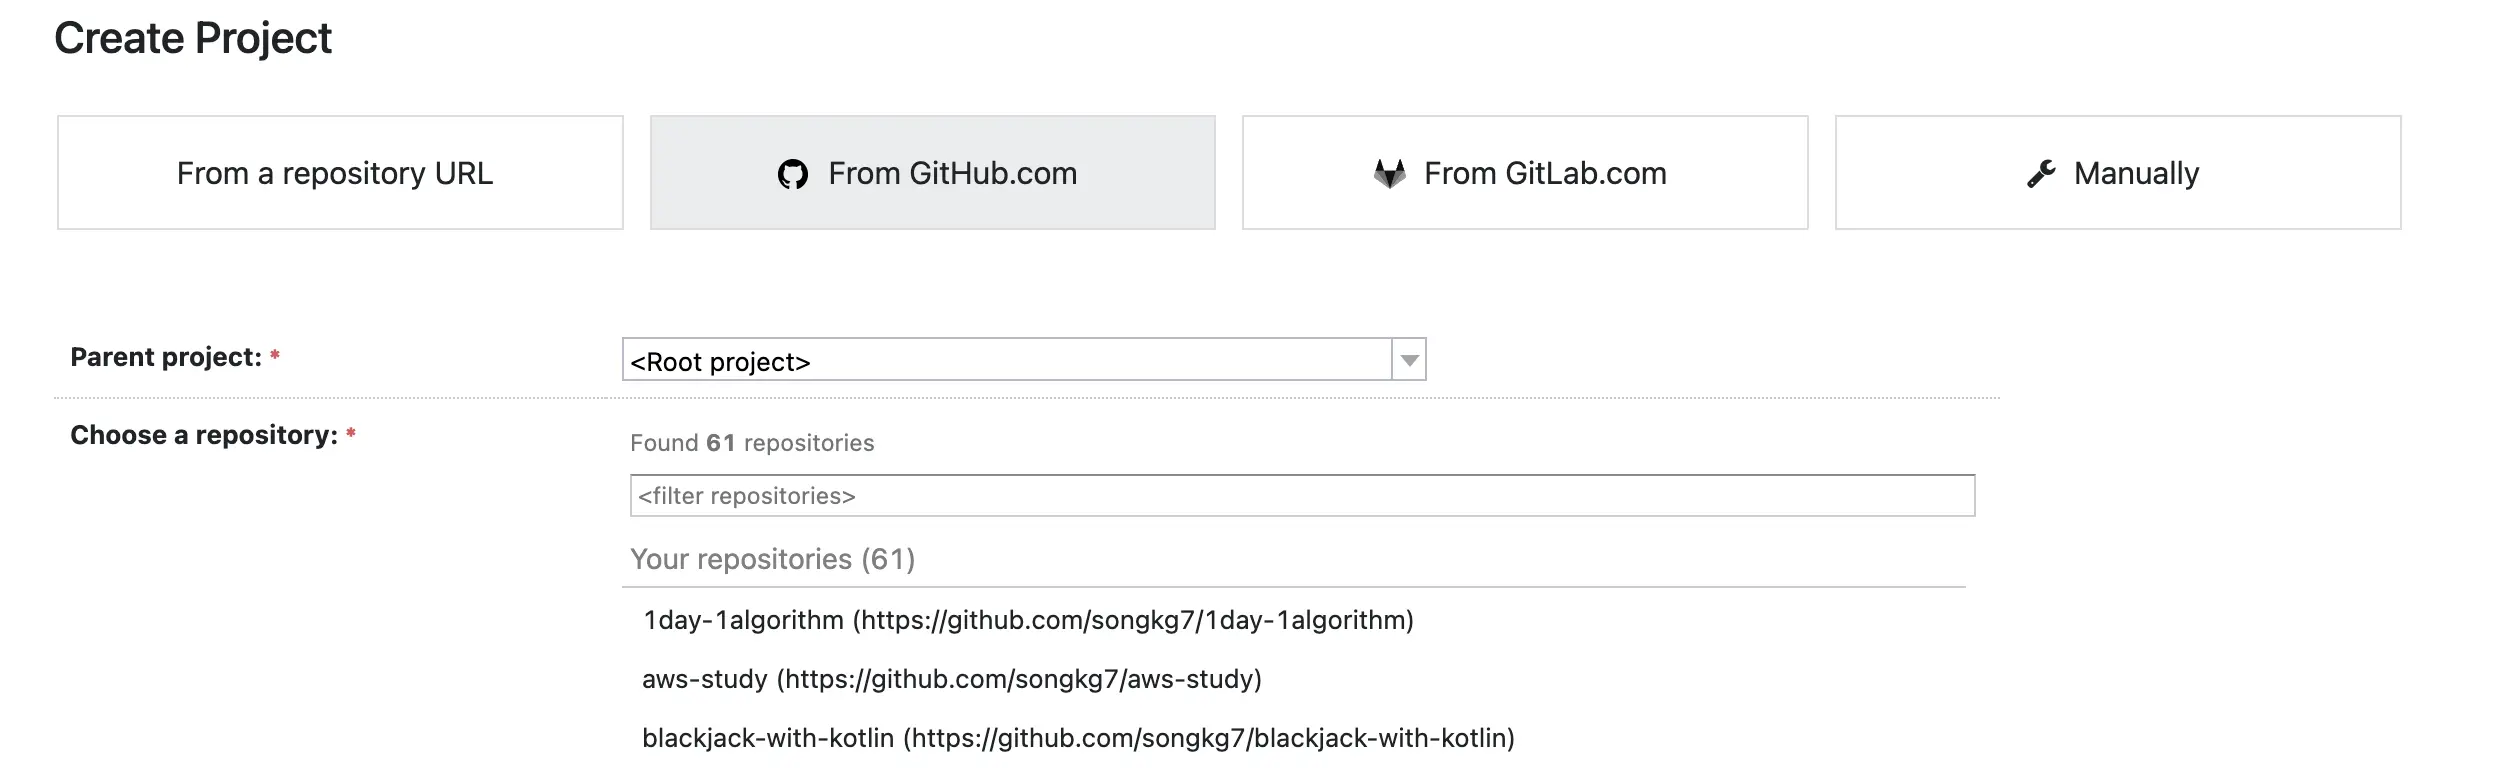 Create Project
From a repository URL
From GitHub.com
From GitLab.com
Manually
Parent project: *
<Root project>
Choose a repository: *
Found 61 repositories
<filter repositories>
Your repositories (61)
1day-1algorithm (https://github.com/songkg7/1day-1algorithm)
aws-study (https://github.com/songkg7/aws-study)
blackjack-with-kotlin (https://github.com/songkg7/blackjack-with-kotlin)